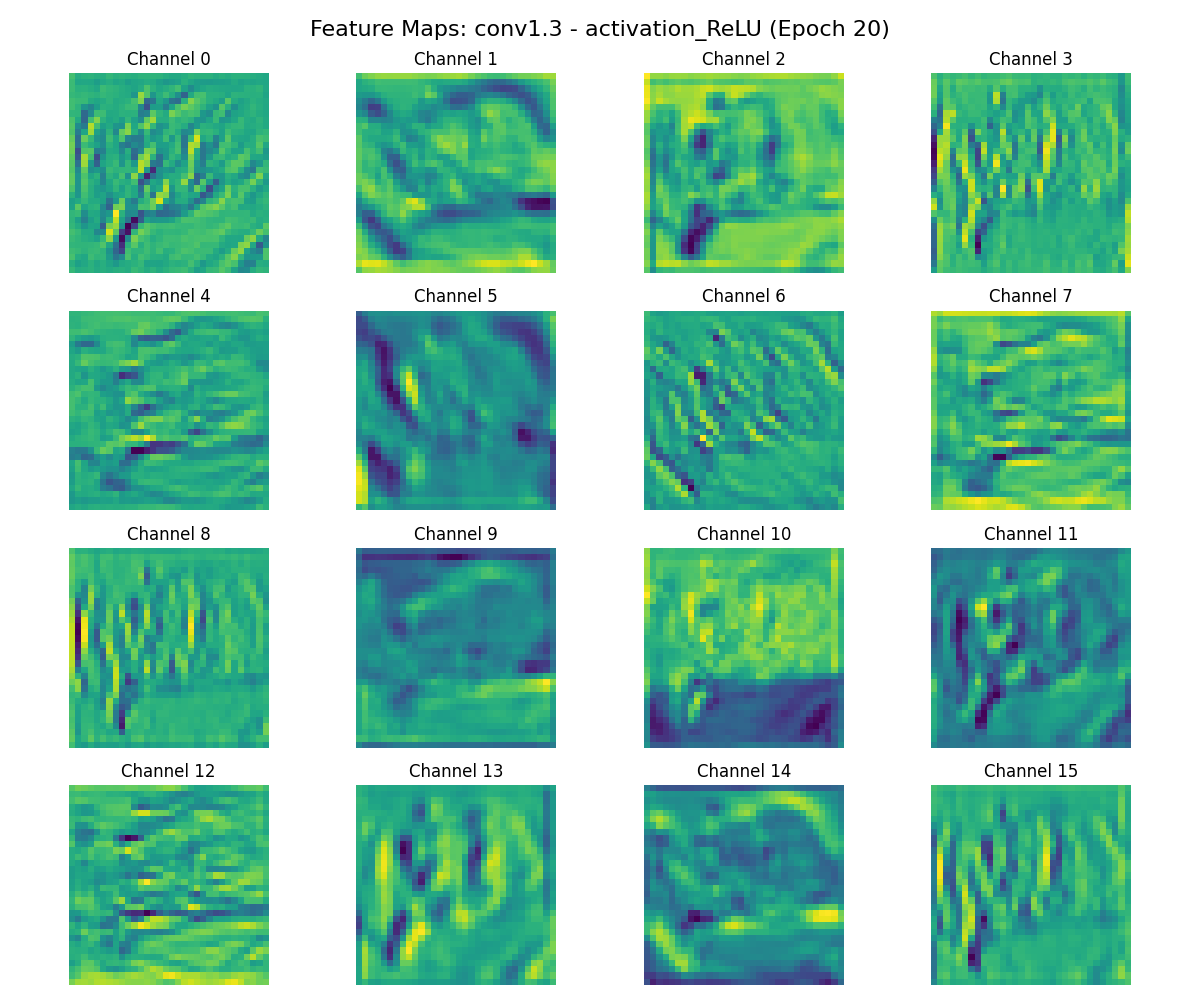 Feature Maps: conv1.3 - activation_ReLU (Epoch 20)
Channel 0
Channel 1
Channel 2
Channel 3
Channel 4
Channel 5
Channel 6
Channel 7
Channel 8
Channel 9
Channel 10
Channel 11
Channel 12
Channel 13
Channel 14
Channel 15